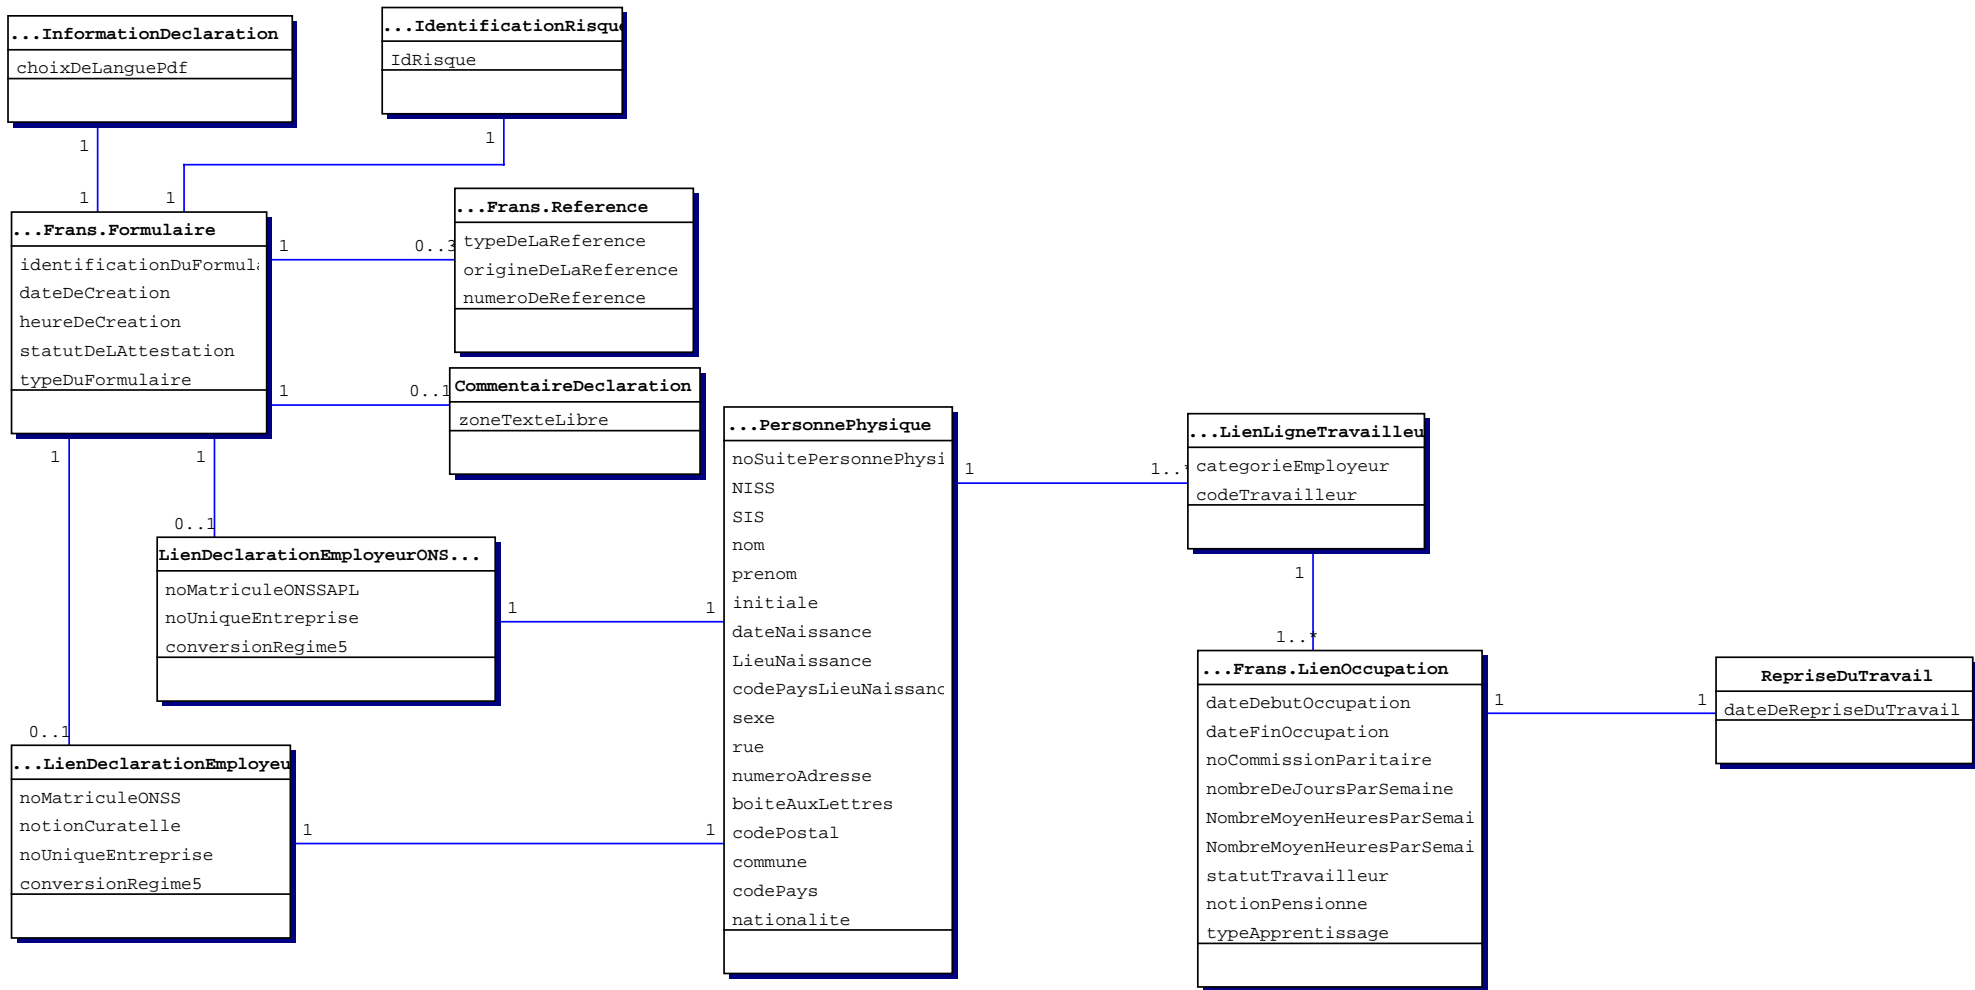 ...InformationDeclaration
choixDeLanguePdf
...IdentificationRisque
IdRisque
1
1
1
1
...Frans.Formulaire
identificationDuFormula
dateDeCreation
heureDeCreation
statutDeLAttestation
typeDuFormulaire
1
0..3
...Frans.Reference
typeDeLaReference
origineDeLaReference
numeroDeReference
1
0..1
CommentaireDeclaration
zoneTexteLibre
1
1
0..1
LienDeclarationEmployeurONS...
noMatriculeONSSAPL
noUniqueEntreprise
conversionRegime5
1
1
0..1
...LienDeclarationEmployeu
noMatriculeONSS
notionCuratelle
noUniqueEntreprise
conversionRegime5
1
1
...PersonnePhysique
noSuitePersonnePhysi
NISS
SIS
nom
prenom
initiale
dateNaissance
LieuNaissance
codePaysLieuNaissanc
sexe
rue
numeroAdresse
boiteAuxLettres
codePostal
commune
codePays
nationalite
1
1..*
...LienLigneTravailleu
categorieEmployeur
codeTravailleur
1
1..*
...Frans.LienOccupation
dateDebutOccupation
dateFinOccupation
noCommissionParitaire
nombreDeJoursParSemaine
NombreMoyenHeuresParSemai
NombreMoyenHeuresParSemai
statutTravailleur
notionPensionne
typeApprentissage
1
1
RepriseDuTravail
dateDeRepriseDuTravail